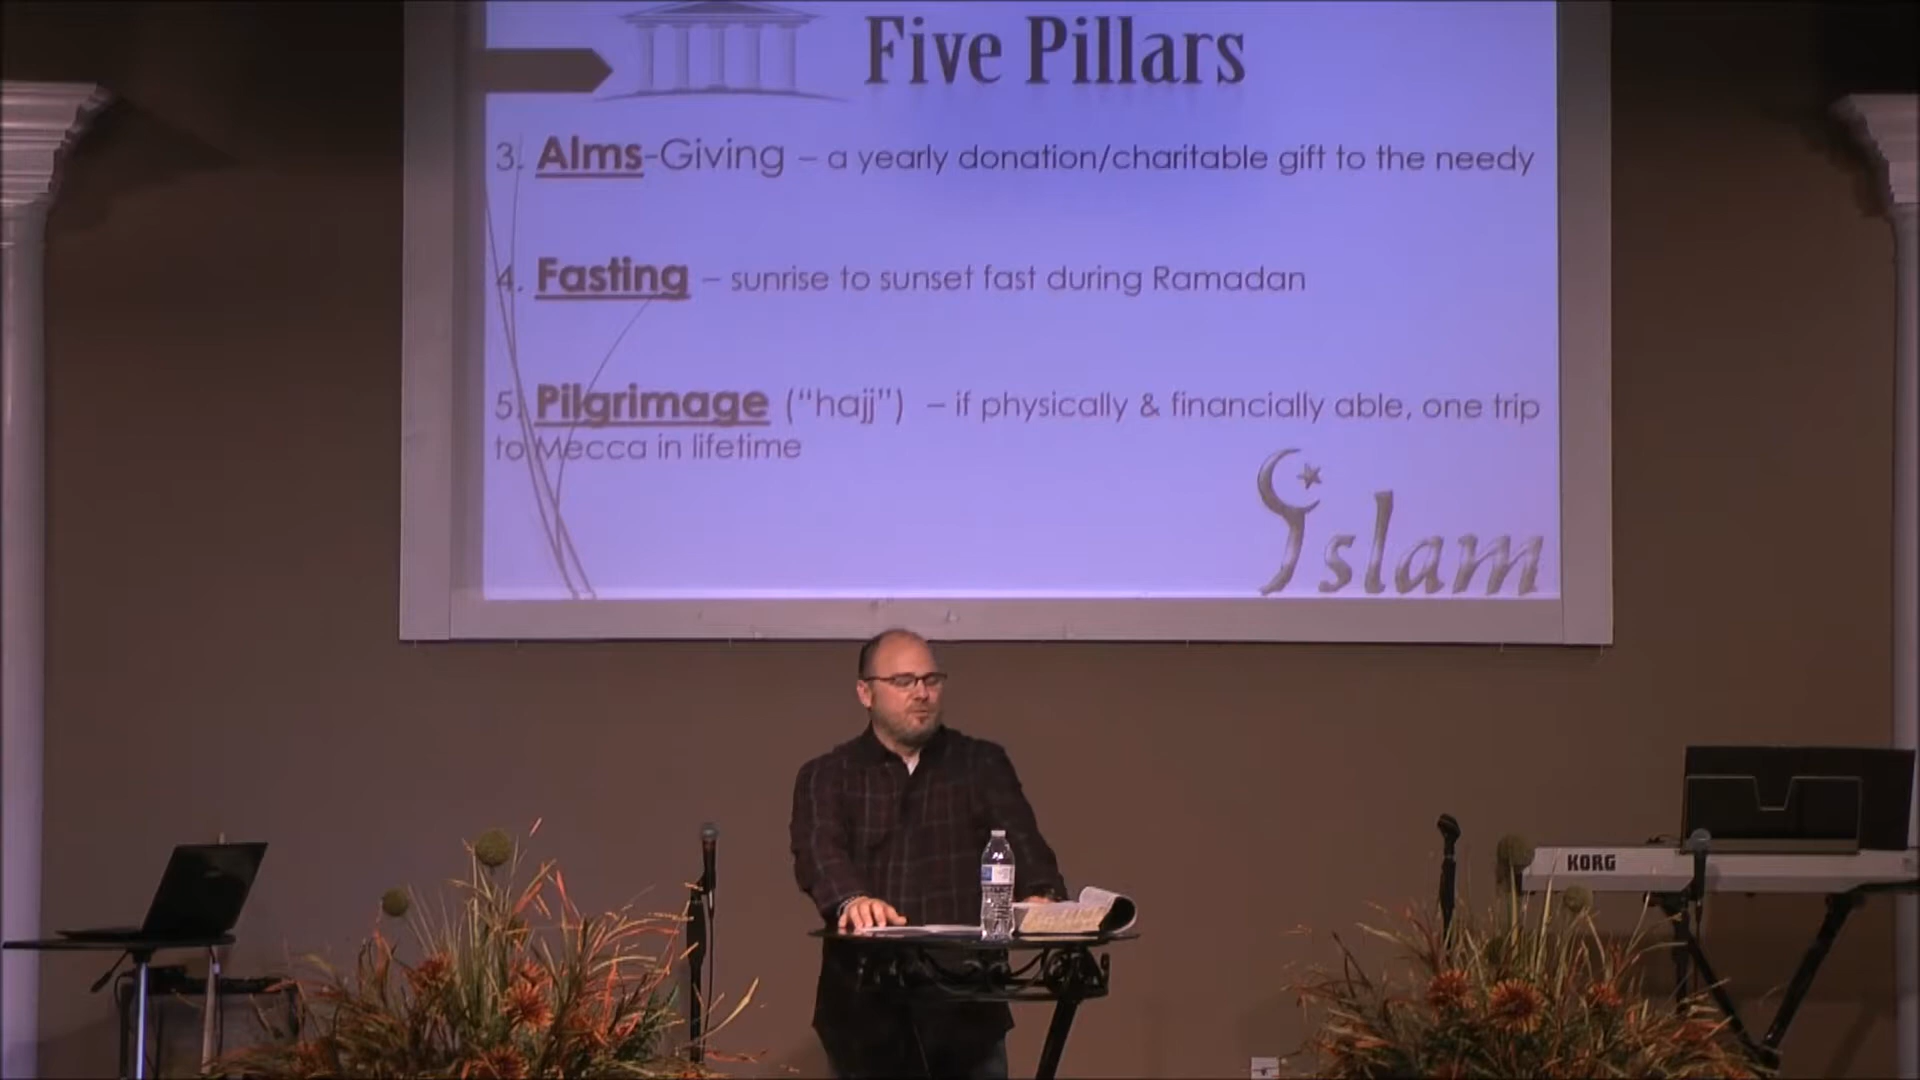 Five Pillars
3. Alms-Giving – a yearly donation/charitable gift to the needy
4. Fasting – sunrise to sunset fast during Ramadan
5. Pilgrimage (“hajj”) – if physically & financially able, one trip
to Mecca in lifetime
Islam
KORG